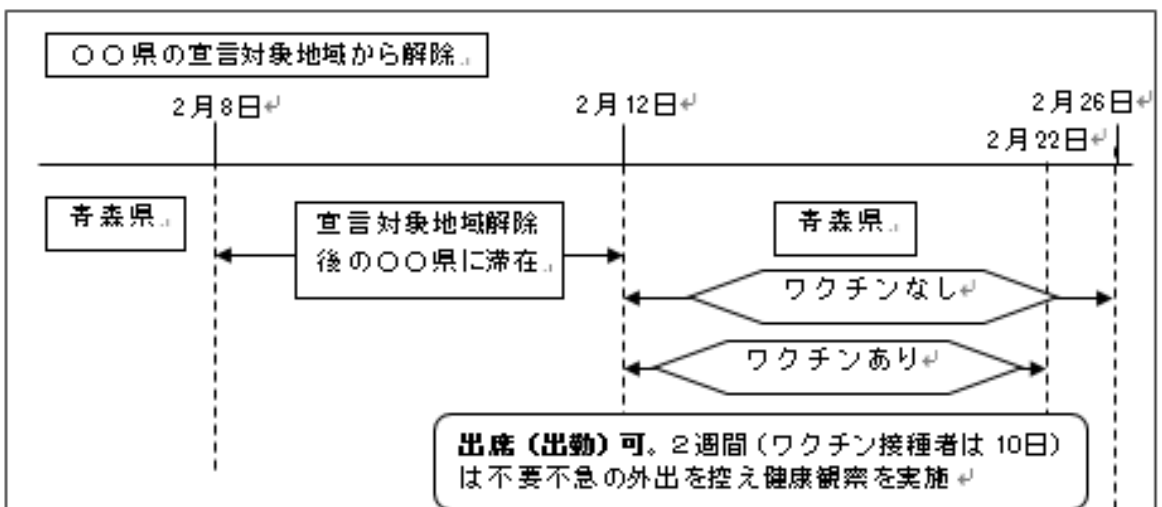 ○○県の宣言対象地域から解除
2月8日
2月12日
2月26日
2月22日
青森県
宣言対象地域解除
後の○○県に滞在
青森県
ワクチンなし
ワクチンあり
出席(出勤)可。2週間(ワクチン接種者は10日)
は不要不急の外出を控え健康観察を実施